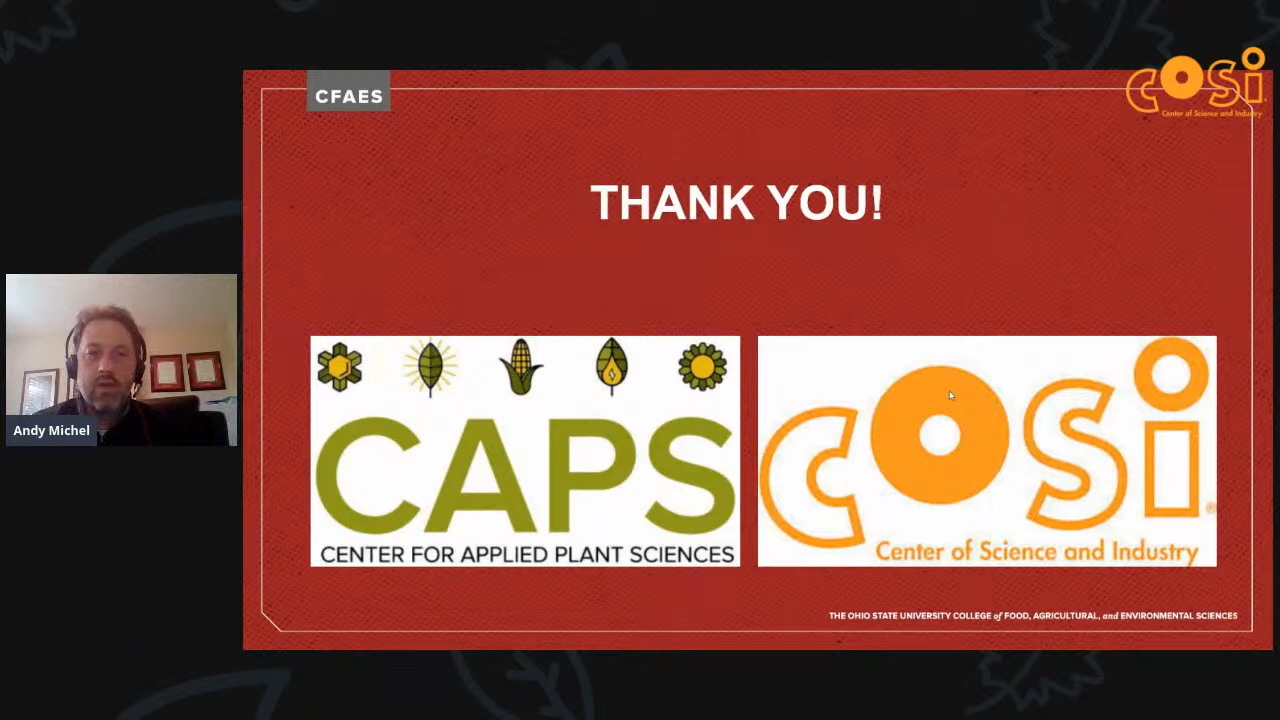 CFAES
COSI
Center of Science and Industry
THANK YOU!
Andy Michel
CAPS
CENTER FOR APPLIED PLANT SCIENCES
COSI
®
Center of Science and Industry
THE OHIO STATE UNIVERSITY COLLEGE of FOOD, AGRICULTURAL, and ENVIRONMENTAL SCIENCES